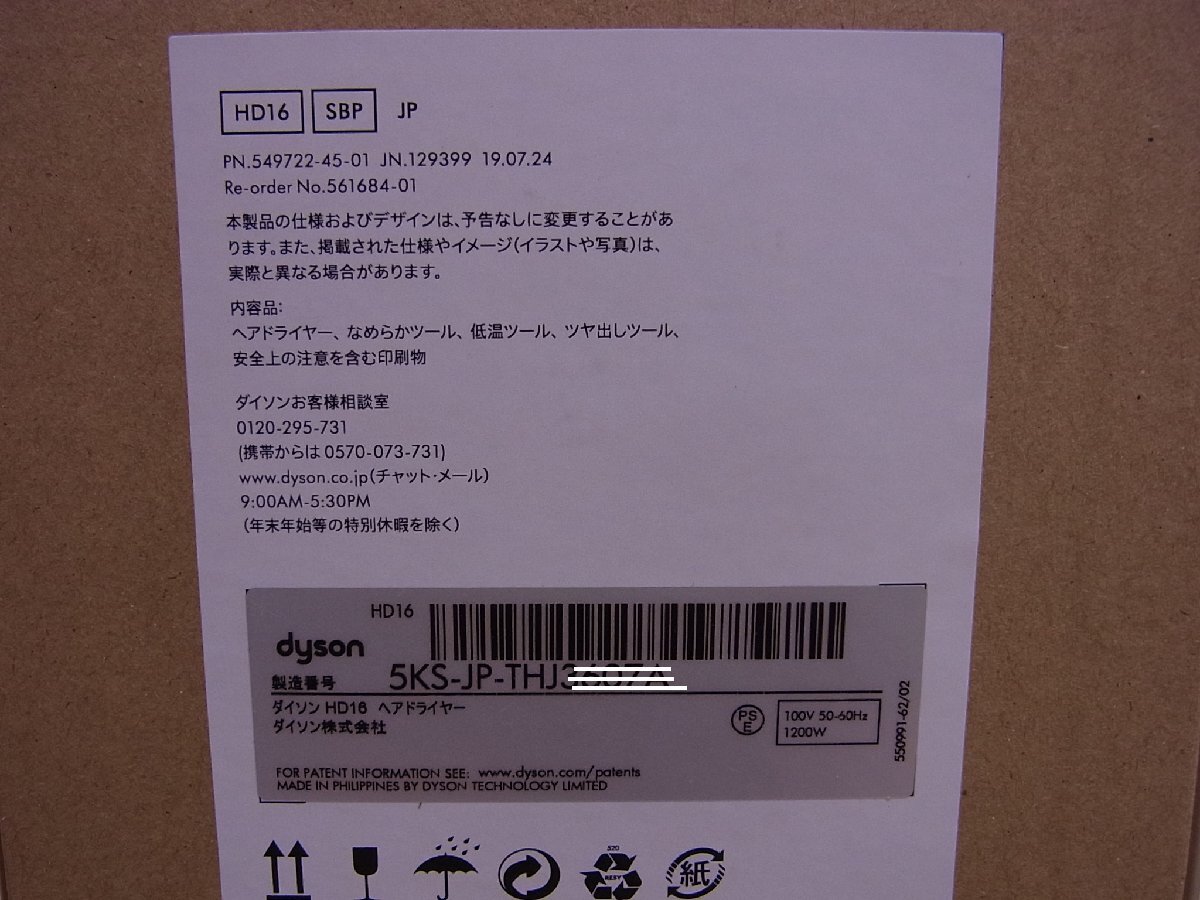 HD16 SBP JP
PN.549722-45-01 JN.129399 19.07.24
Re-order No.561684-01
本製品の仕様およびデザインは、予告なしに変更することがあ
ります。また、掲載された仕様やイメージ(イラストや写真)は、
実際と異なる場合があります。
内容品:
ヘアドライヤー、なめらかツール、低温ツール、ツヤ出しツール、
安全上の注意を含む印刷物
ダイソンお客様相談室
0120-295-731
(携帯からは 0570-073-731)
www.dyson.co.jp(チャット・メール)
9:00AM-5:30PM
(年末年始等の特別休暇を除く)
HD16
dyson
製造番号 5KS-JP-THJ
ダイソン HD16 ヘアドライヤー
ダイソン株式会社
PS
E
100V 50-60Hz
1200W
550991-62/02
FOR PATENT INFORMATION SEE: www.dyson.com/patents
MADE IN PHILIPPINES BY DYSON TECHNOLOGY LIMITED
520
RESY
紙